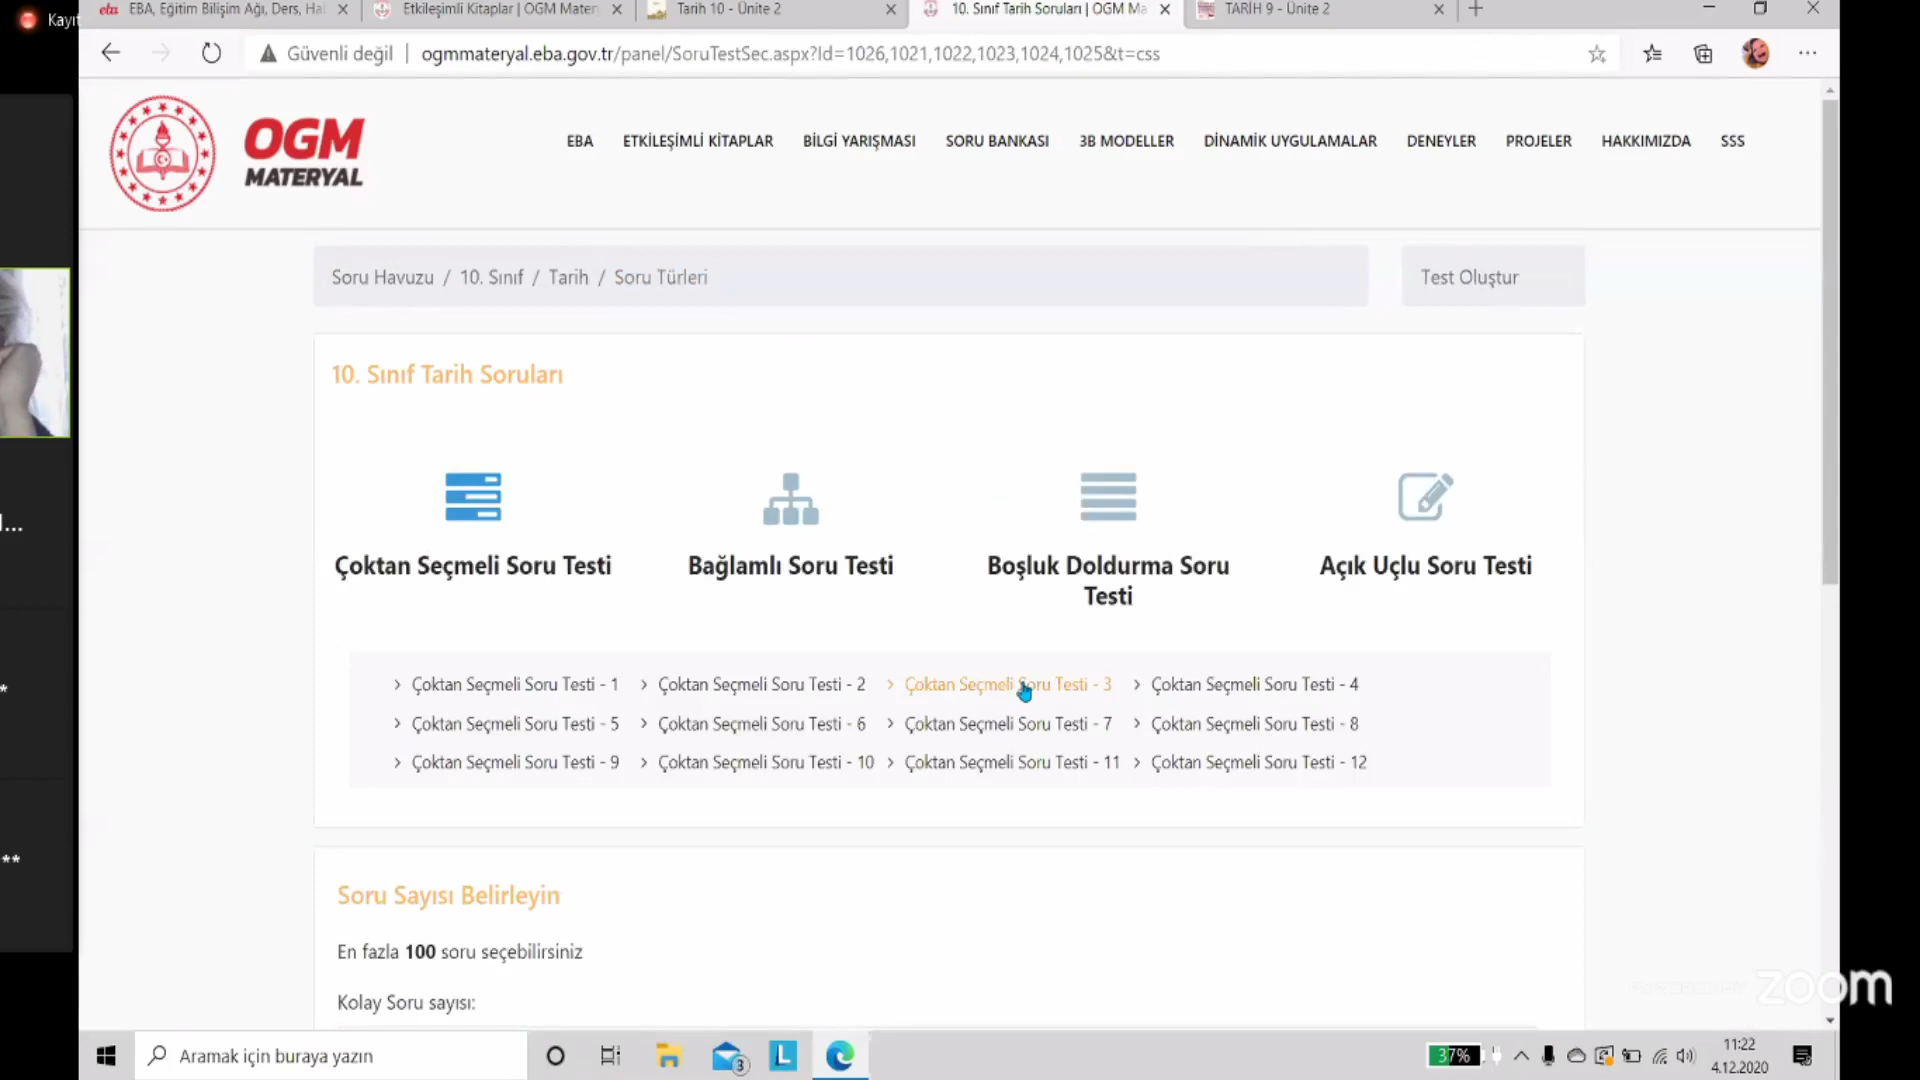 Kayıt
eba EBA, Eğitim Bilişim Ağı, Ders, Hal
Etkileşimli Kitaplar | OGM Mater
Tarih 10 - Ünite 2
10. Sınıf Tarih Soruları | OGM Ma
TARİH 9 - Ünite 2
Güvenli değil | ogmmateryal.eba.gov.tr/panel/SoruTestSec.aspx?Id=1026,1021,1022,1023,1024,1025&t=css
OGM
MATERYAL
EBA ETKİLEŞİMLİ KİTAPLAR BİLGİ YARIŞMASI SORU BANKASI 3B MODELLER DİNAMİK UYGULAMALAR DENEYLER PROJELER HAKKIMIZDA SSS
Soru Havuzu / 10. Sınıf / Tarih / Soru Türleri
Test Oluştur
10. Sınıf Tarih Soruları
Çoktan Seçmeli Soru Testi
Bağlamlı Soru Testi
Boşluk Doldurma Soru
Testi
Açık Uçlu Soru Testi
> Çoktan Seçmeli Soru Testi - 1 > Çoktan Seçmeli Soru Testi - 2 > Çoktan Seçmeli Soru Testi - 3 > Çoktan Seçmeli Soru Testi - 4
> Çoktan Seçmeli Soru Testi - 5 > Çoktan Seçmeli Soru Testi - 6 > Çoktan Seçmeli Soru Testi - 7 > Çoktan Seçmeli Soru Testi - 8
> Çoktan Seçmeli Soru Testi - 9 > Çoktan Seçmeli Soru Testi - 10 > Çoktan Seçmeli Soru Testi - 11 > Çoktan Seçmeli Soru Testi - 12
Soru Sayısı Belirleyin
En fazla 100 soru seçebilirsiniz
Kolay Soru sayısı:
zoom
Aramak için buraya yazın
3
L
37%
11:22
4.12.2020